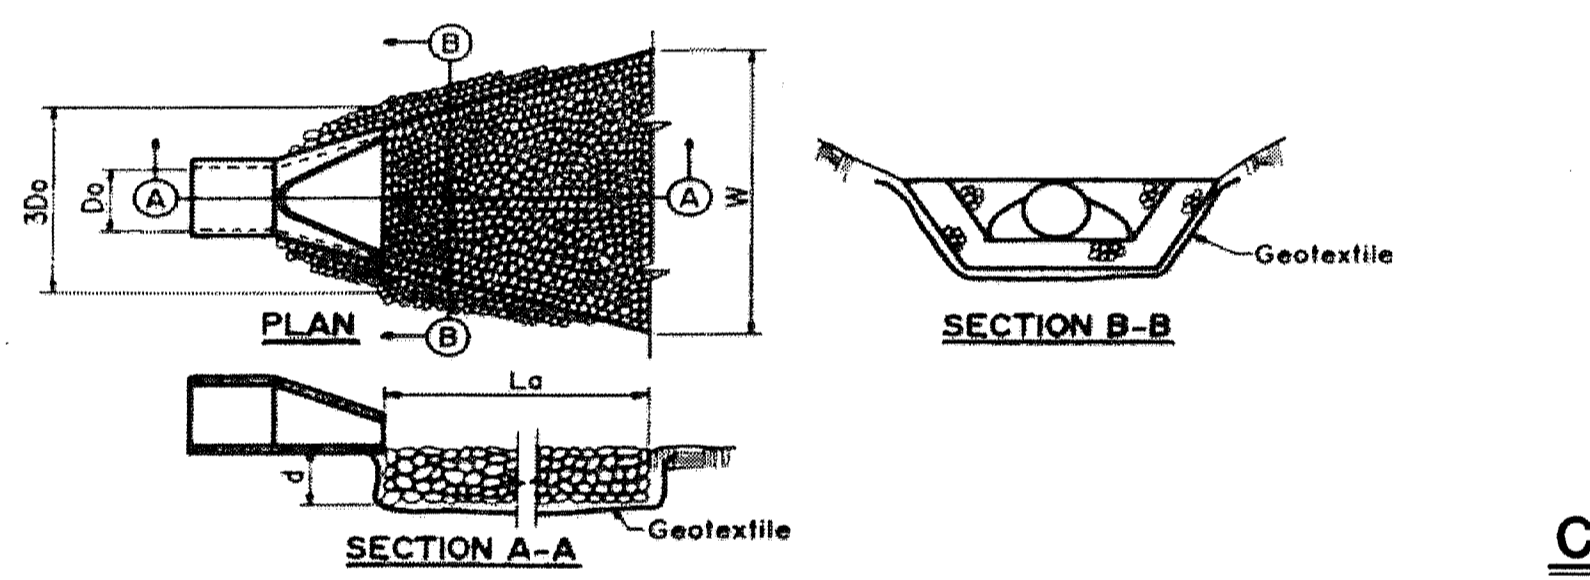 B
3Do
Do
A
A
W
B
PLAN
Geotextile
SECTION B-B
La
d
Geotextile
SECTION A-A
C